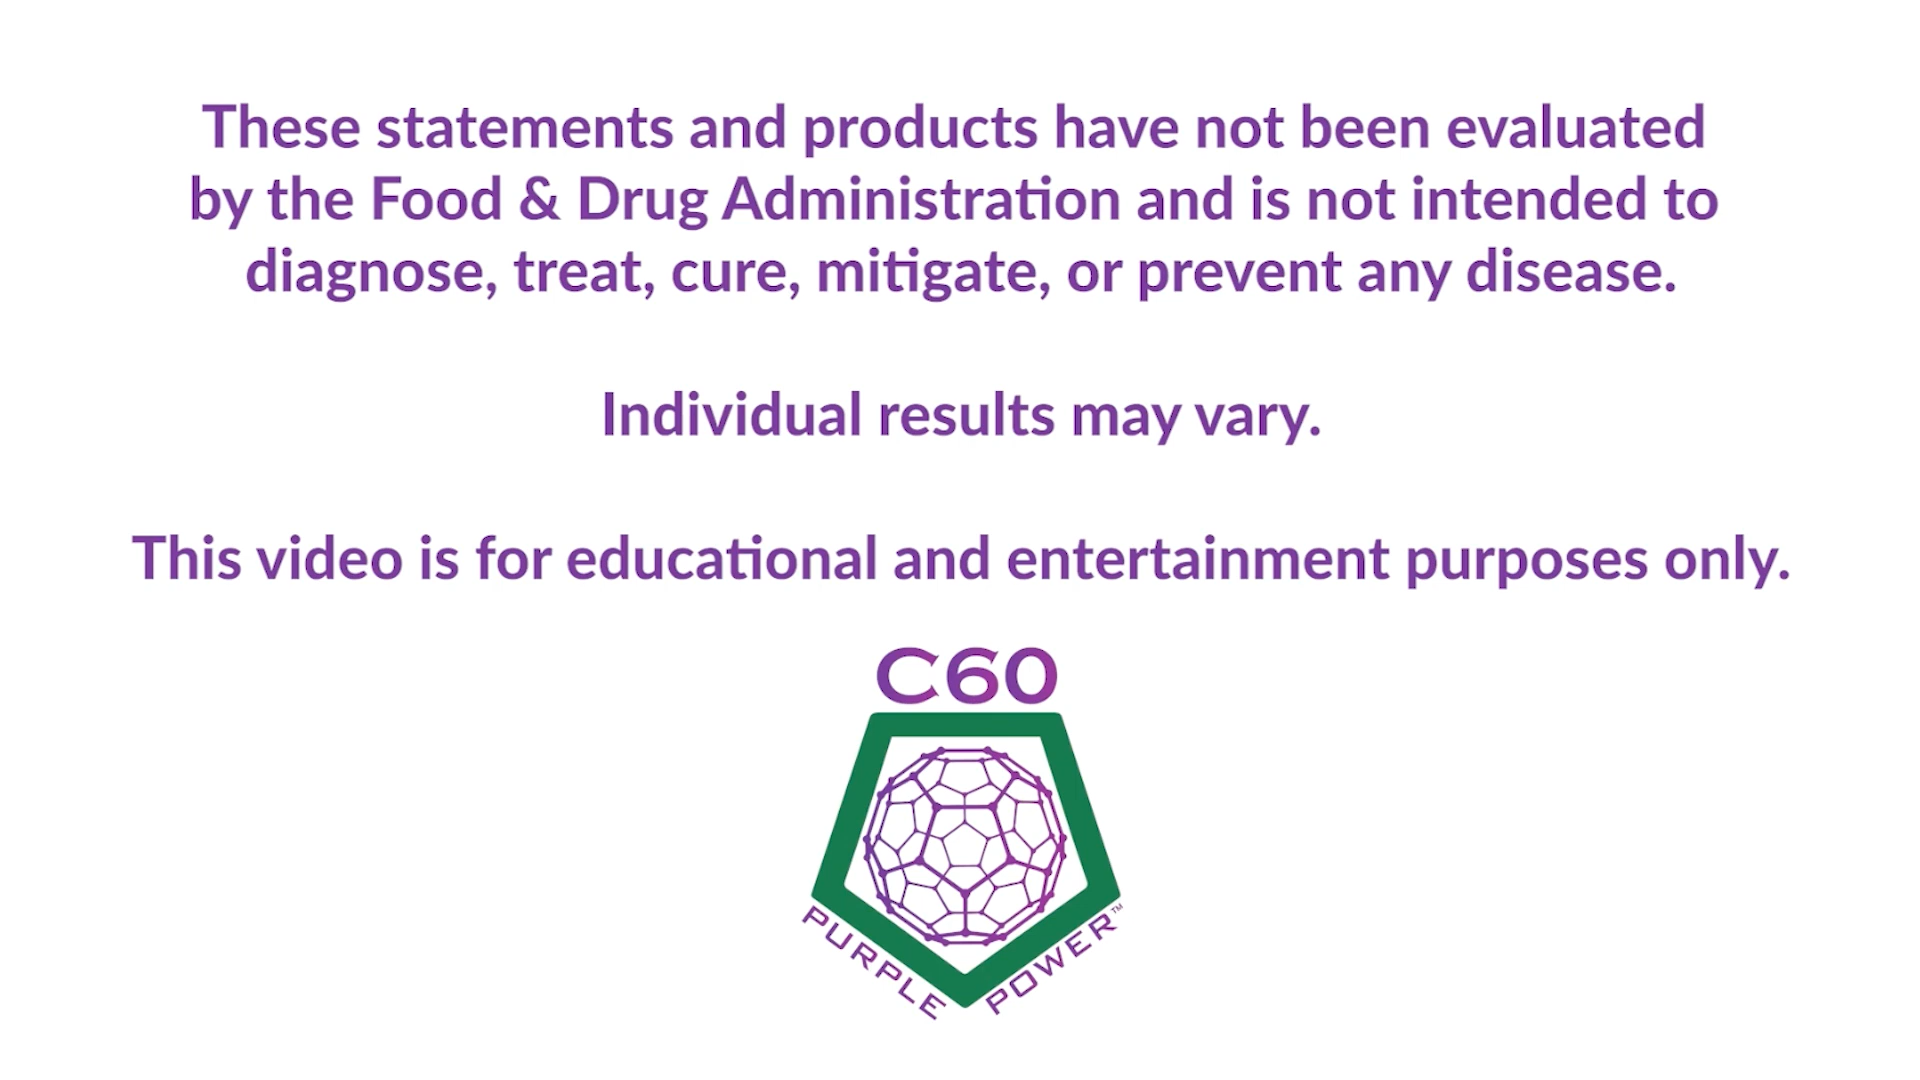 These statements and products have not been evaluated
by the Food & Drug Administration and is not intended to
diagnose, treat, cure, mitigate, or prevent any disease.
Individual results may vary.
This video is for educational and entertainment purposes only.
C60
PURPLE POWER™